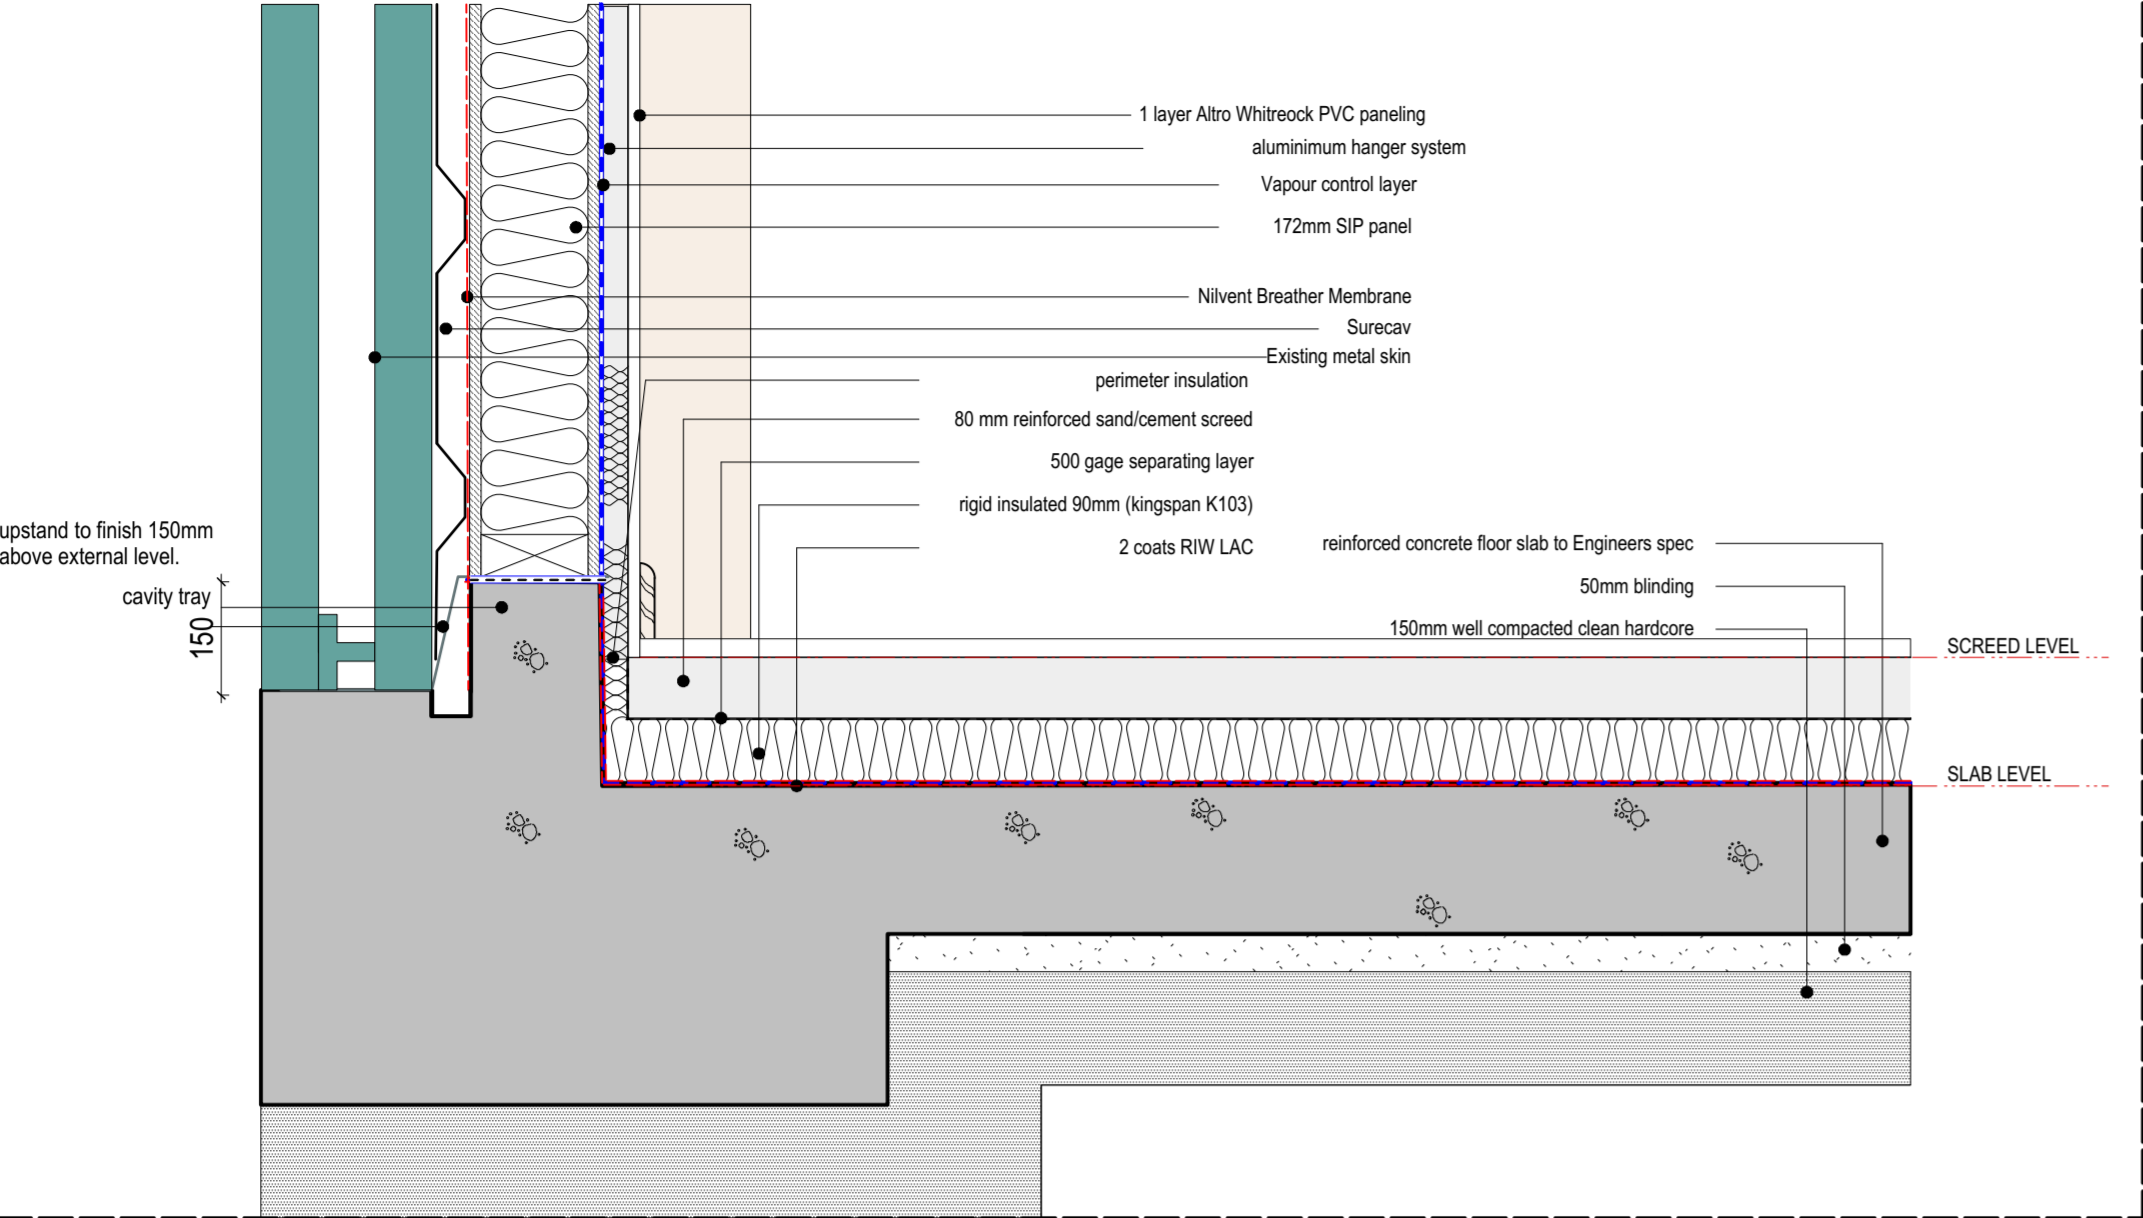 1 layer Altro Whitreock PVC paneling
aluminimum hanger system
Vapour control layer
172mm SIP panel
Nilvent Breather Membrane
Surecav
Existing metal skin
perimeter insulation
80 mm reinforced sand/cement screed
500 gage separating layer
rigid insulated 90mm (kingspan K103)
2 coats RIW LAC
upstand to finish 150mm
above external level.
cavity tray
150
reinforced concrete floor slab to Engineers spec
50mm blinding
150mm well compacted clean hardcore
SCREED LEVEL
SLAB LEVEL